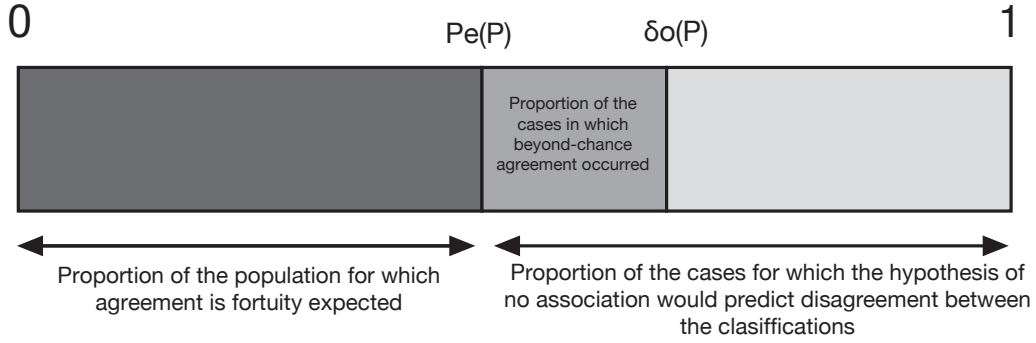 0
Pe(P)
δo(P)
1
Proportion of the
cases in which
beyond-chance
agreement occurred
Proportion of the population for which
agreement is fortuity expected
Proportion of the cases for which the hypothesis of
no association would predict disagreement between
the clasiffications